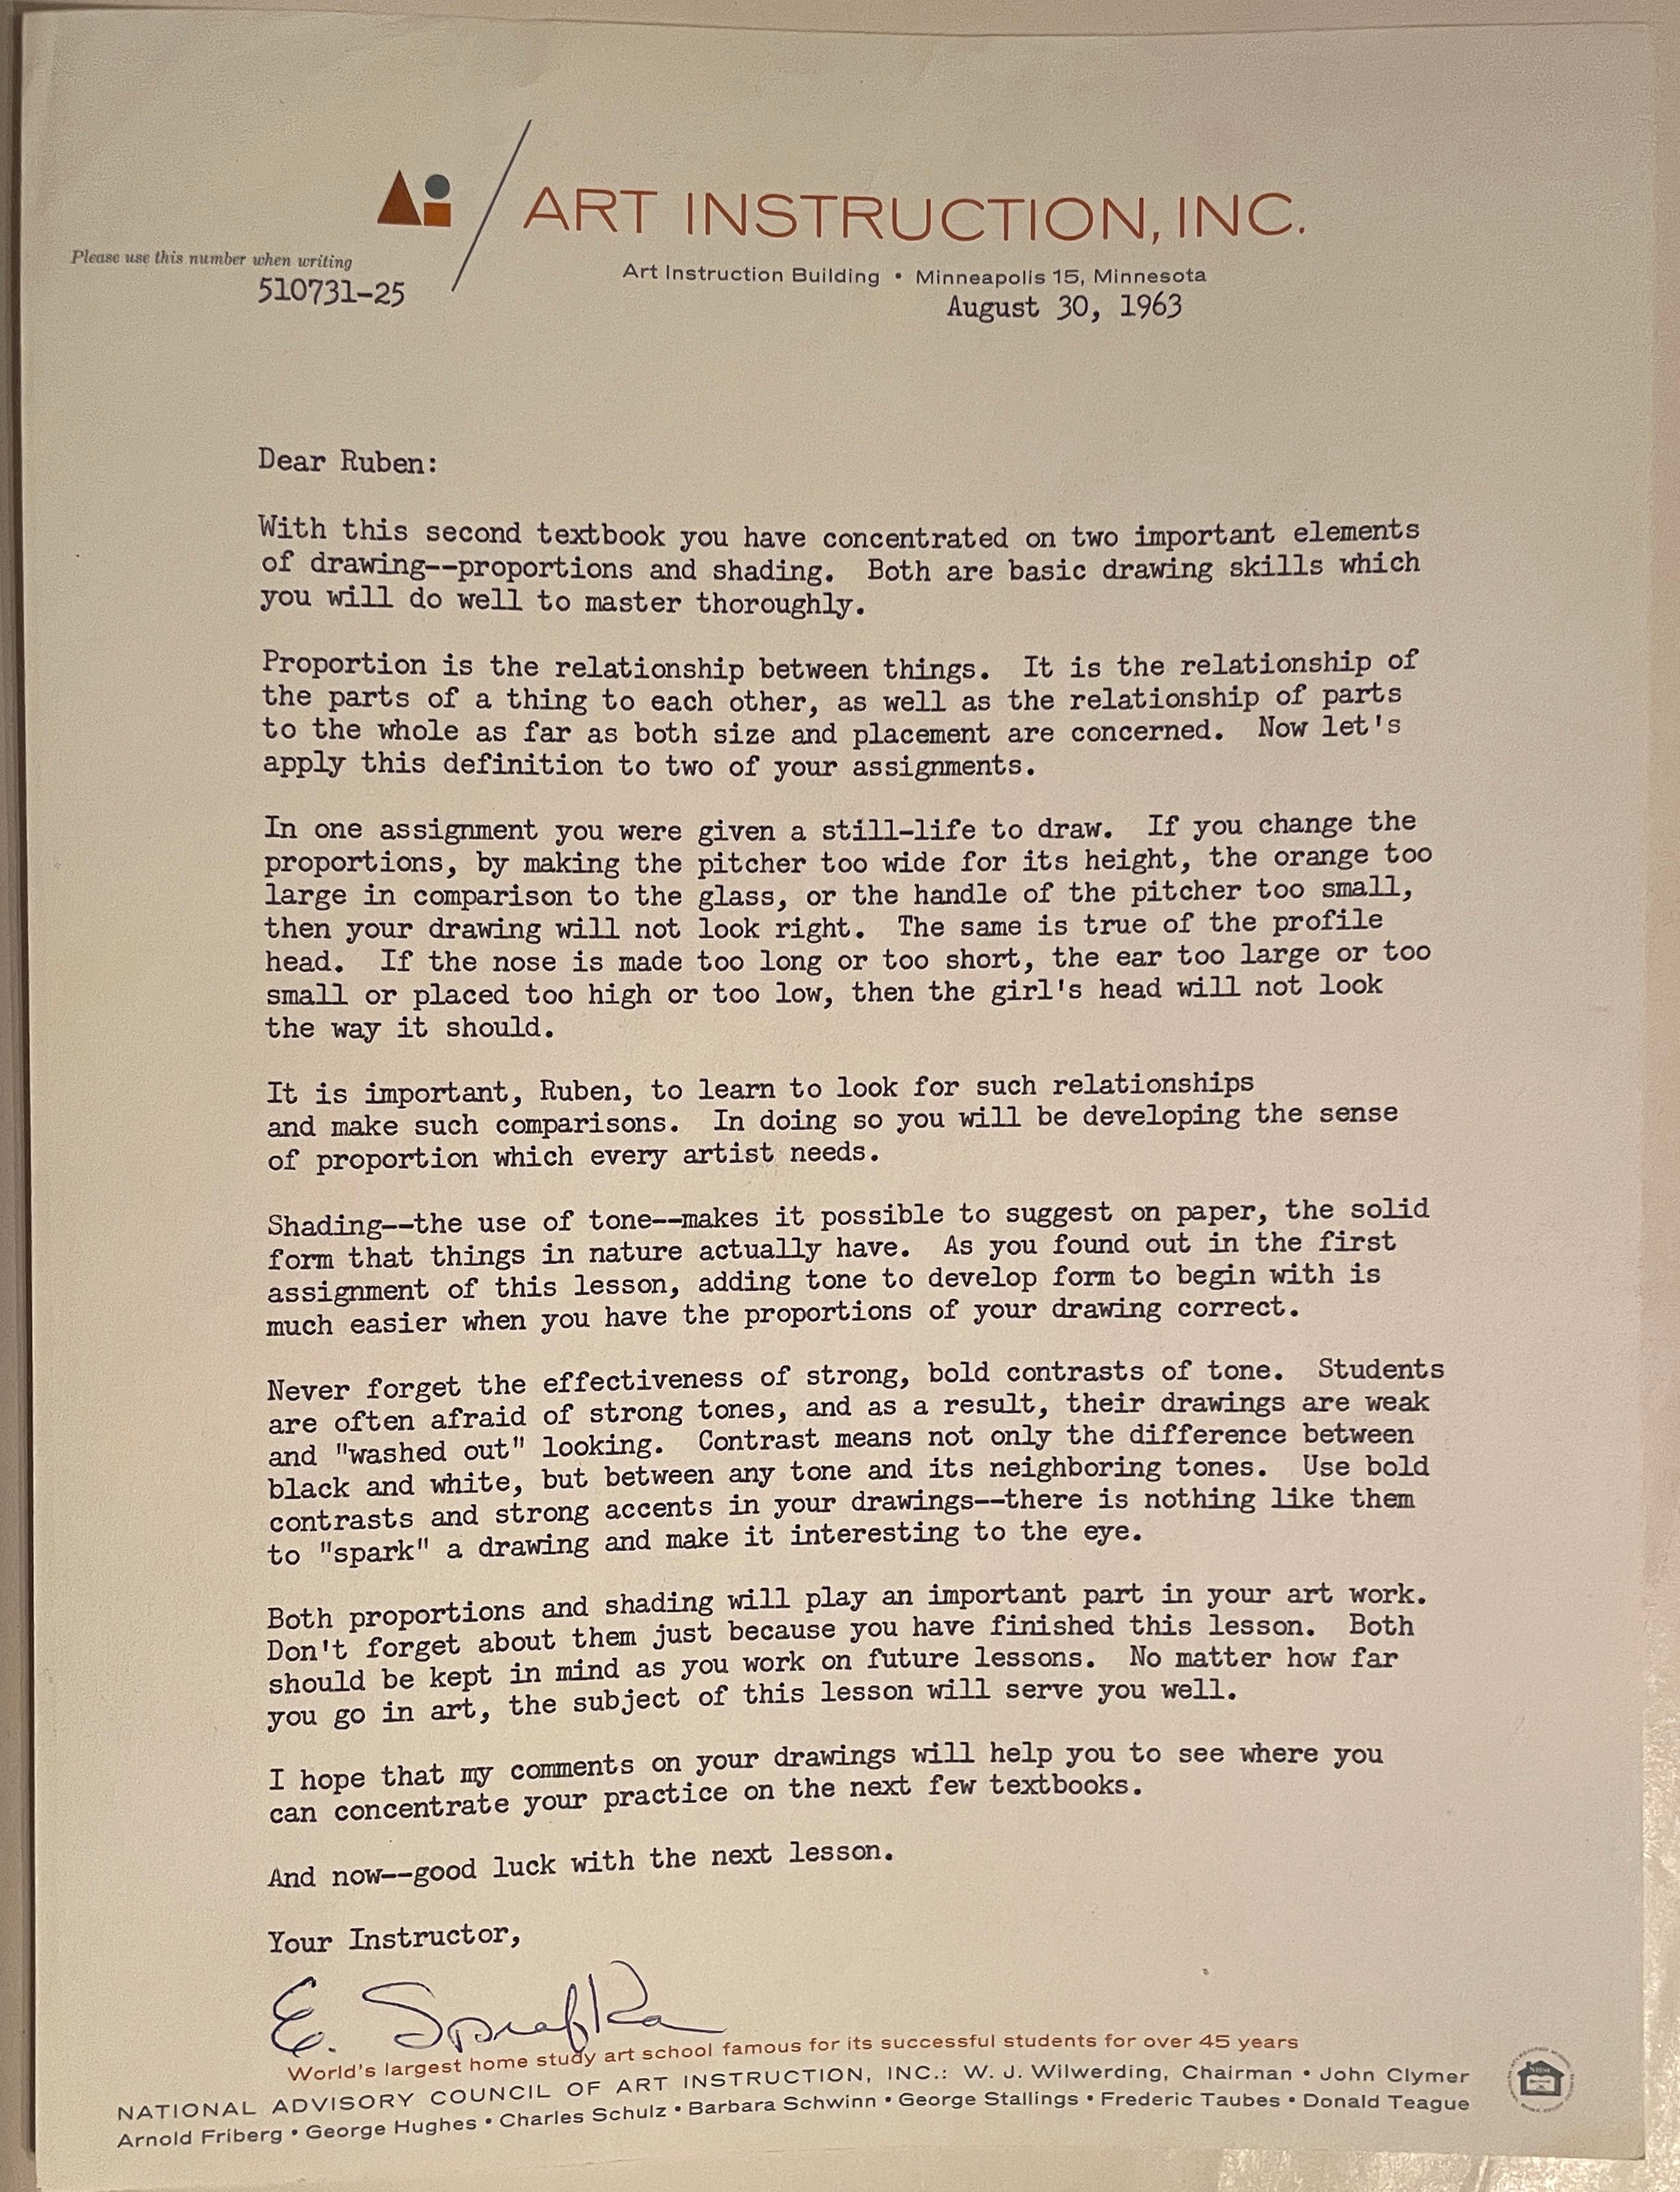 ART INSTRUCTION, INC.
Please use this number when writing
Art Instruction Building • Minneapolis 15, Minnesota
510731-25
August 30, 1963
Dear Ruben:
With this second textbook you have concentrated on two important elements
of drawing--proportions and shading.  Both are basic drawing skills which
you will do well to master thoroughly.
Proportion is the relationship between things.  It is the relationship of
the parts of a thing to each other, as well as the relationship of parts
to the whole as far as both size and placement are concerned.  Now let's
apply this definition to two of your assignments.
In one assignment you were given a still-life to draw.  If you change the
proportions, by making the pitcher too wide for its height, the orange too
large in comparison to the glass, or the handle of the pitcher too small,
then your drawing will not look right.  The same is true of the profile
head.  If the nose is made too long or too short, the ear too large or too
small or placed too high or too low, then the girl's head will not look
the way it should.
It is important, Ruben, to learn to look for such relationships
and make such comparisons.  In doing so you will be developing the sense
of proportion which every artist needs.
Shading--the use of tone--makes it possible to suggest on paper, the solid
form that things in nature actually have.  As you found out in the first
assignment of this lesson, adding tone to develop form to begin with is
much easier when you have the proportions of your drawing correct.
Never forget the effectiveness of strong, bold contrasts of tone.  Students
are often afraid of strong tones, and as a result, their drawings are weak
and "washed out" looking.  Contrast means not only the difference between
black and white, but between any tone and its neighboring tones.  Use bold
contrasts and strong accents in your drawings--there is nothing like them
to "spark" a drawing and make it interesting to the eye.
Both proportions and shading will play an important part in your art work.
Don't forget about them just because you have finished this lesson.  Both
should be kept in mind as you work on future lessons.  No matter how far
you go in art, the subject of this lesson will serve you well.
I hope that my comments on your drawings will help you to see where you
can concentrate your practice on the next few textbooks.
And now--good luck with the next lesson.
Your Instructor,
E. Sprafka
World's largest home study art school famous for its successful students for over 45 years
NATIONAL ADVISORY COUNCIL OF ART INSTRUCTION, INC.: W. J. Wilwerding, Chairman • John Clymer
Arnold Friberg • George Hughes • Charles Schulz • Barbara Schwinn • George Stallings • Frederic Taubes • Donald Teague